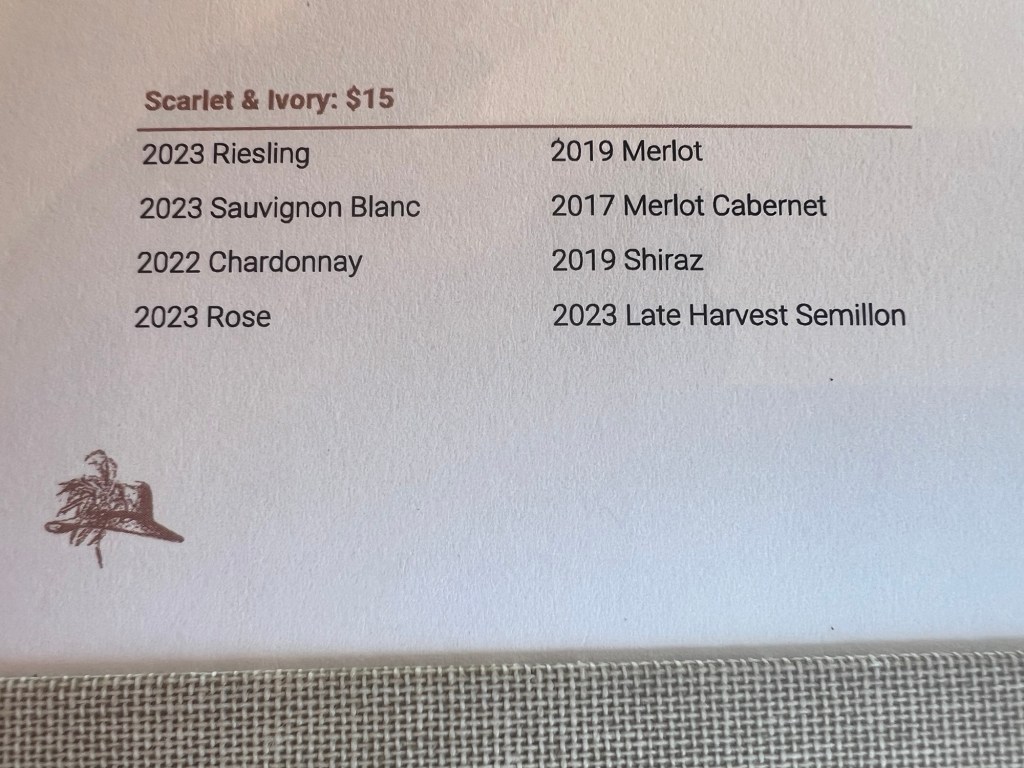 Scarlet & Ivory: $15
2023 Riesling
2023 Sauvignon Blanc
2022 Chardonnay
2023 Rose
2019 Merlot
2017 Merlot Cabernet
2019 Shiraz
2023 Late Harvest Semillon